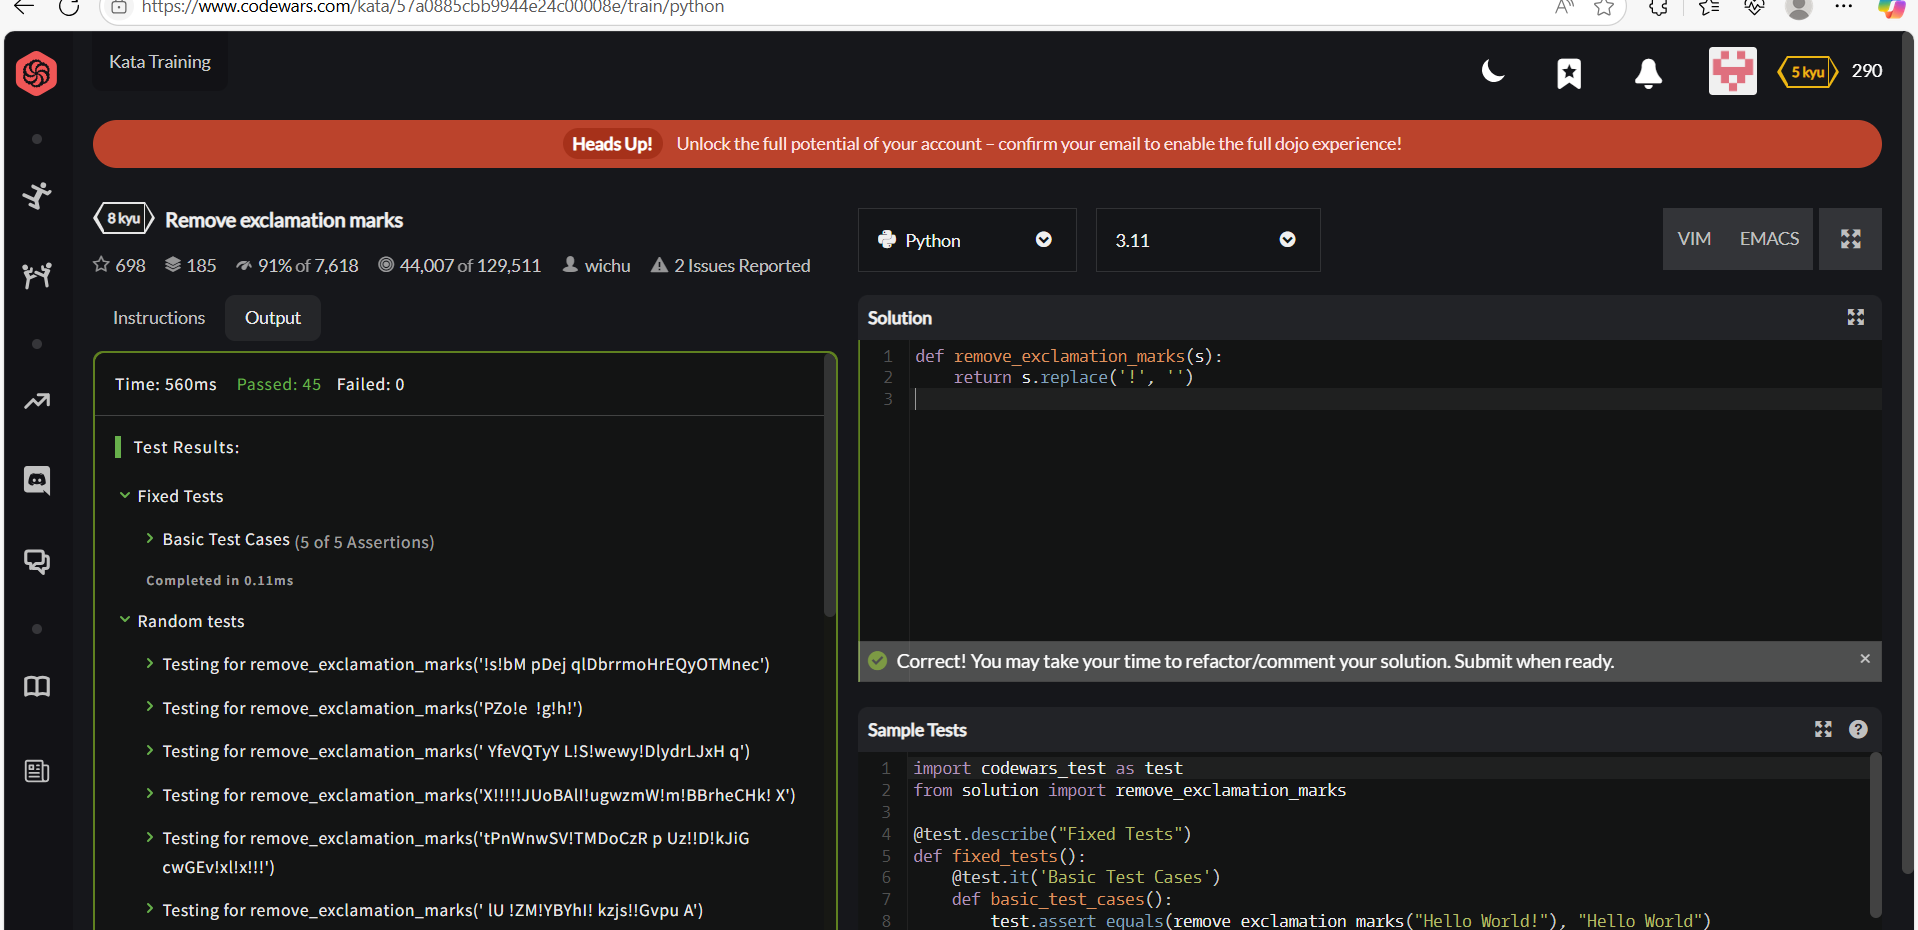 https://www.codewars.com/kata/57a0885cbb9944e24c00008e/train/python
Kata Training
5 kyu
290
Heads Up! Unlock the full potential of your account – confirm your email to enable the full dojo experience!
8 kyu Remove exclamation marks
698 185 91% of 7,618 44,007 of 129,511 wichu 2 Issues Reported
Instructions Output
Time: 560ms Passed: 45 Failed: 0
Test Results:
Fixed Tests
Basic Test Cases (5 of 5 Assertions)
Completed in 0.11ms
Random tests
Testing for remove_exclamation_marks('!s!bM pDej qlDbrrmoHrEQyOTMnec')
Testing for remove_exclamation_marks('PZo!e  !g!h!')
Testing for remove_exclamation_marks(' YfeVQTyY L!S!wewy!DlydrLJxH q')
Testing for remove_exclamation_marks('X!!!!!JUoBAlI!ugwzmW!m!BBrheCHk! X')
Testing for remove_exclamation_marks('tPnWnwSV!TMDoCzR p Uz!!D!kJiG
cwGEv!xl!x!!!')
Testing for remove_exclamation_marks(' lU !ZM!YBYhI! kzjs!!Gvpu A')
Python
3.11
VIM EMACS
Solution
1 def remove_exclamation_marks(s):
2     return s.replace('!', '')
3
Correct! You may take your time to refactor/comment your solution. Submit when ready.
Sample Tests
1 import codewars_test as test
2 from solution import remove_exclamation_marks
3
4 @test.describe("Fixed Tests")
5 def fixed_tests():
6     @test.it('Basic Test Cases')
7     def basic_test_cases():
8         test.assert_equals(remove_exclamation_marks("Hello World!"), "Hello World")